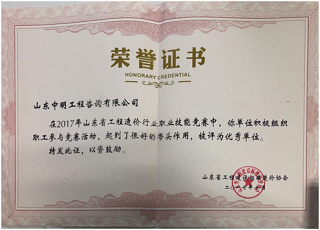 荣誉证书
HONORARY CREDENTIAL
山东中明工程咨询有限公司
在2017年山东省工程造价行业职业技能竞赛中，你单位积极组织
职工参与竞赛活动，起到了很好的带头作用，被评为优秀单位。
特发此证，以资鼓励。
山东省工程建设标准造价协会